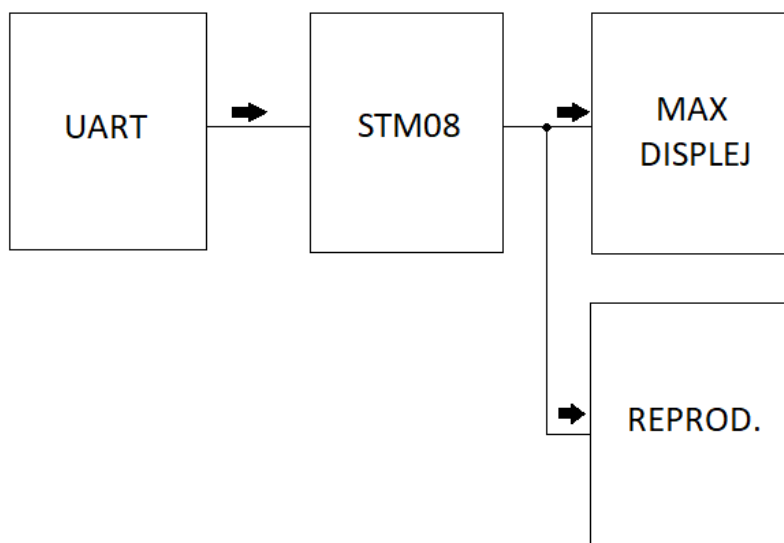 UART
STM08
MAX
DISPLEJ
REPROD.